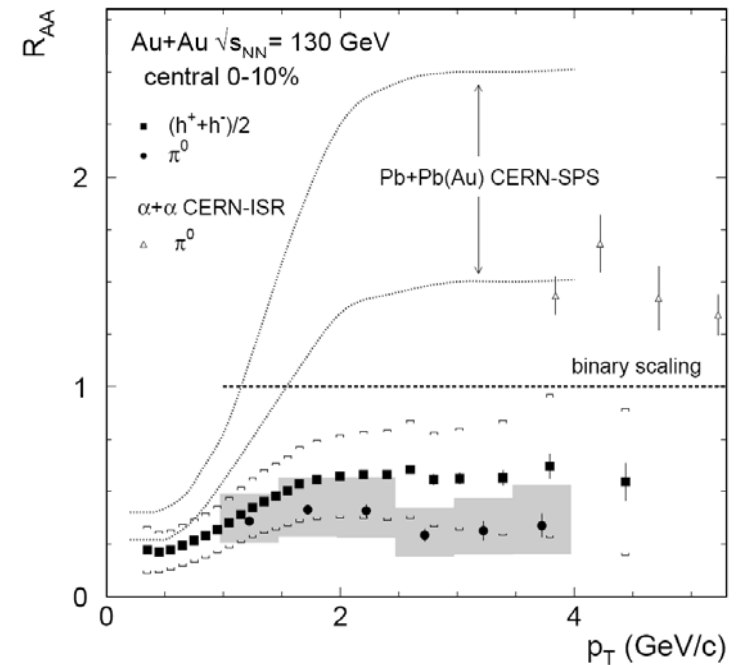 R_AA
Au+Au √s_NN = 130 GeV
central 0-10%
(h⁺+h⁻)/2
π⁰
α+α CERN-ISR
π⁰
Pb+Pb(Au) CERN-SPS
binary scaling
2
1
0
0 2 4
p_T (GeV/c)